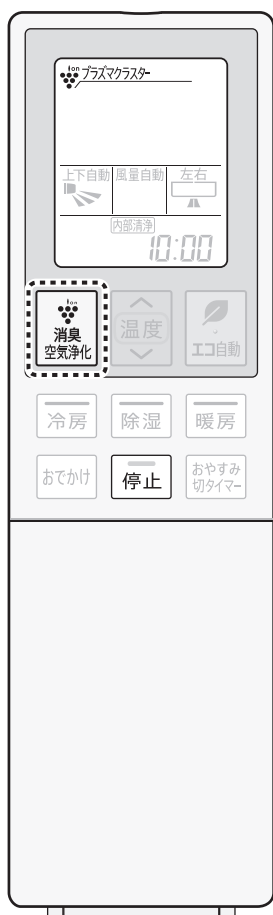 ion プラズマクラスター
上下自動 風量自動 左右
内部清浄
10:00
ion
消臭
空気浄化
温度
エコ自動
冷房 除湿 暖房
おでかけ 停止 おやすみ
切タイマー